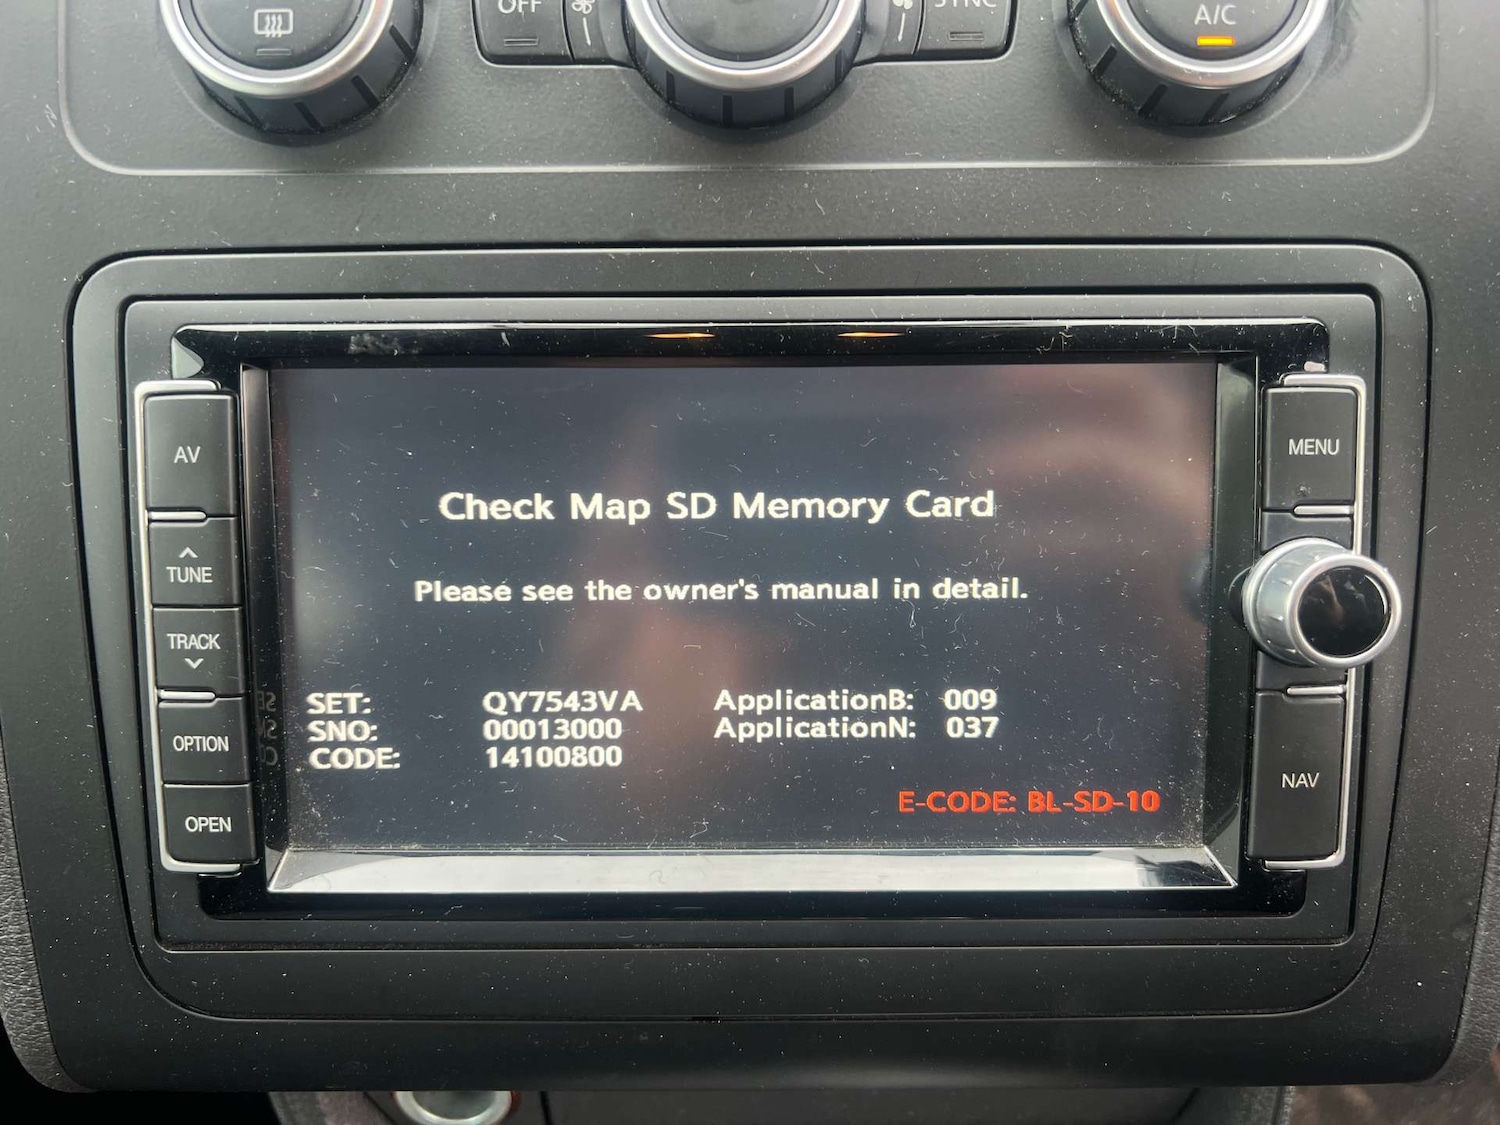 OFF
SYNC
A/C
AV
TUNE
TRACK
OPTION
OPEN
Check Map SD Memory Card
Please see the owner's manual in detail.
SET: QY7543VA ApplicationB: 009
SNO: 00013000 ApplicationN: 037
CODE: 14100800
E-CODE: BL-SD-10
MENU
NAV